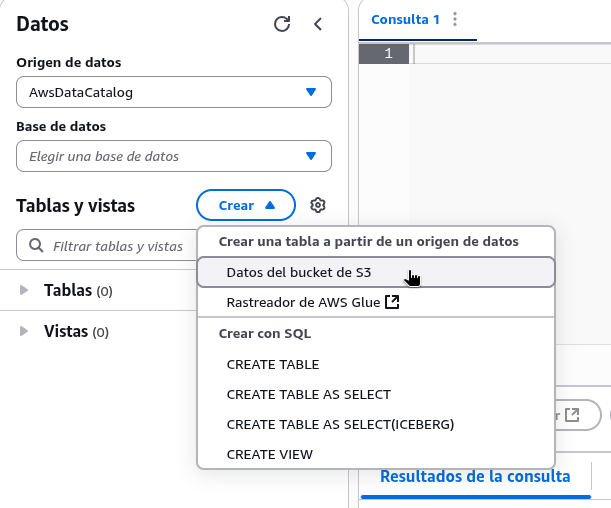 Datos
Consulta 1
1
Origen de datos
AwsDataCatalog
Base de datos
Elegir una base de datos
Tablas y vistas
Crear
Filtrar tablas y vistas
Crear una tabla a partir de un origen de datos
Datos del bucket de S3
Rastreador de AWS Glue
Crear con SQL
CREATE TABLE
CREATE TABLE AS SELECT
CREATE TABLE AS SELECT(ICEBERG)
CREATE VIEW
Tablas (0)
Vistas (0)
Resultados de la consulta